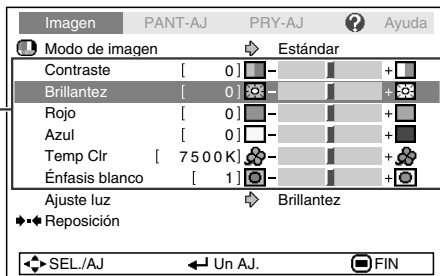 Imagen PANT-AJ PRY-AJ ? Ayuda
Modo de imagen Estándar
Contraste [ 0 ] - +
Brillantez [ 0 ] - +
Rojo [ 0 ] - +
Azul [ 0 ] - +
Temp Clr [ 7500K ] - +
Énfasis blanco [ 1 ] - +
Ajuste luz Brillantez
Reposición
SEL./AJ Un AJ. FIN